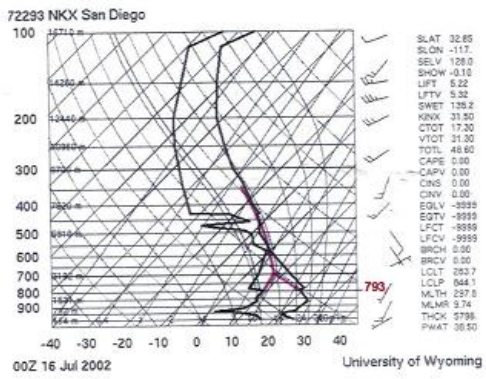 72293 NKX San Diego
100
200
300
400
500
600
700
800
900
-40 -30 -20 -10 0 10 20 30 40
00Z 16 Jul 2002
University of Wyoming
793
SLAT 32.85
SLON -117.
SELV 128.0
SHOW -0.10
LIFT 5.22
LFTV 5.32
SWET 139.2
KINX 31.50
CTOT 17.30
VTOT 31.30
TOTL 48.60
CAPE 0.00
CAPV 0.00
CINS 0.00
CINV 0.00
EQLV -9999
EQTV -9999
LFCT -9999
LFCV -9999
BRCH 0.00
BRCV 0.00
LCLT 283.7
LCLP 844.1
MLTH 297.8
MLMR 9.74
THCK 5796.
PWAT 38.50